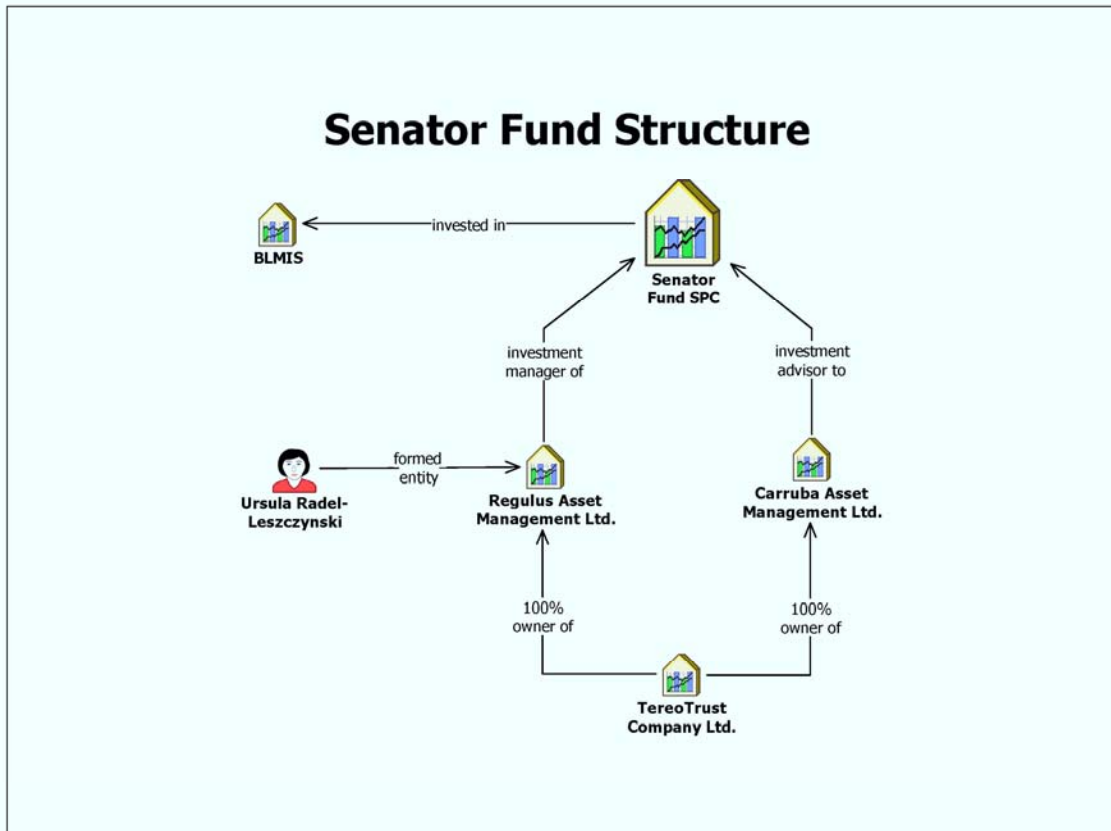 Senator Fund Structure
invested in
BLMIS
Senator
Fund SPC
investment
manager of
investment
advisor to
formed
entity
Ursula Radel-
Leszczynski
Regulus Asset
Management Ltd.
Carruba Asset
Management Ltd.
100%
owner of
100%
owner of
TereoTrust
Company Ltd.